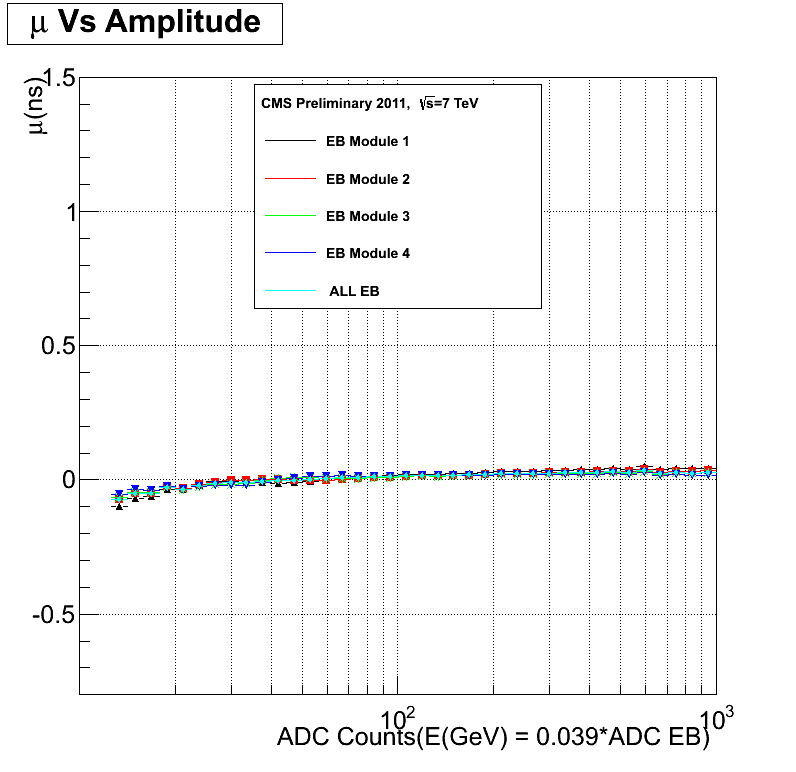 μ Vs Amplitude
μ(ns)
1.5
1
0.5
0
-0.5
CMS Preliminary 2011, √s=7 TeV
EB Module 1
EB Module 2
EB Module 3
EB Module 4
ALL EB
10² 10³
ADC Counts(E(GeV) = 0.039*ADC EB)